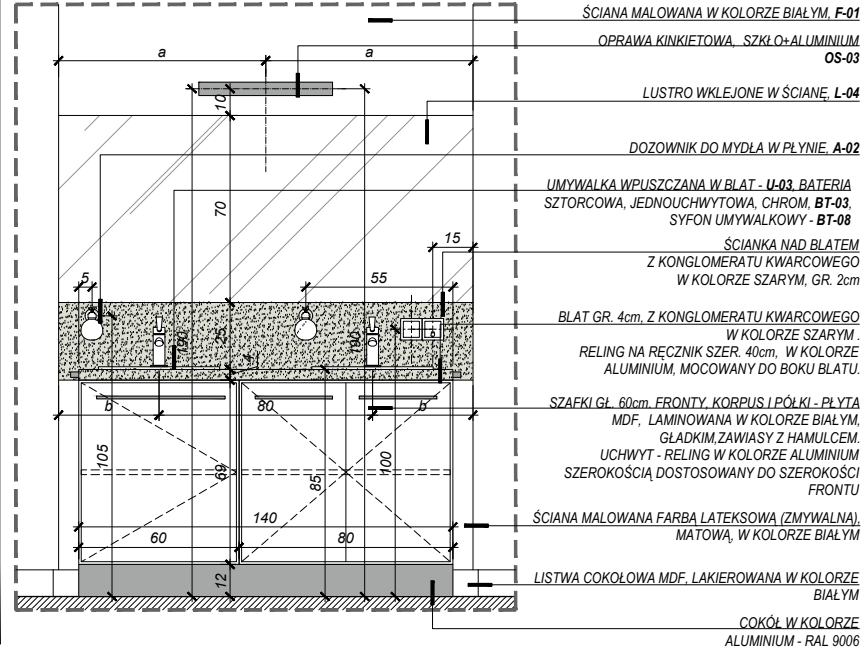 ŚCIANA MALOWANA W KOLORZE BIAŁYM, F-01
OPRAWA KINKIETOWA, SZKŁO+ALUMINIUM
OS-03
LUSTRO WKLEJONE W ŚCIANĘ, L-04
DOZOWNIK DO MYDŁA W PŁYNIE, A-02
UMYWALKA WPUSZCZANA W BLAT - U-03, BATERIA
SZTORCOWA, JEDNOUCHWYTOWA, CHROM, BT-03,
SYFON UMYWALKOWY - BT-08
ŚCIANKA NAD BLATEM
Z KONGLOMERATU KWARCOWEGO
W KOLORZE SZARYM, GR. 2cm
BLAT GR. 4cm, Z KONGLOMERATU KWARCOWEGO
W KOLORZE SZARYM .
RELING NA RĘCZNIK SZER. 40cm, W KOLORZE
ALUMINIUM, MOCOWANY DO BOKU BLATU.
SZAFKI GŁ. 60cm, FRONTY, KORPUS I PÓŁKI - PŁYTA
MDF, LAMINOWANA W KOLORZE BIAŁYM,
GŁADKIM,ZAWIASY Z HAMULCEM.
UCHWYT - RELING W KOLORZE ALUMINIUM
SZEROKOŚCIĄ DOSTOSOWANY DO SZEROKOŚCI
FRONTU
ŚCIANA MALOWANA FARBĄ LATEKSOWĄ (ZMYWALNĄ),
MATOWĄ, W KOLORZE BIAŁYM
LISTWA COKOŁOWA MDF, LAKIEROWANA W KOLORZE
BIAŁYM
COKÓŁ W KOLORZE
ALUMINIUM - RAL 9006
a
a
10
70
15
5
55
190
25
190
4
b
80
b
105
69
85
100
140
60
80
12